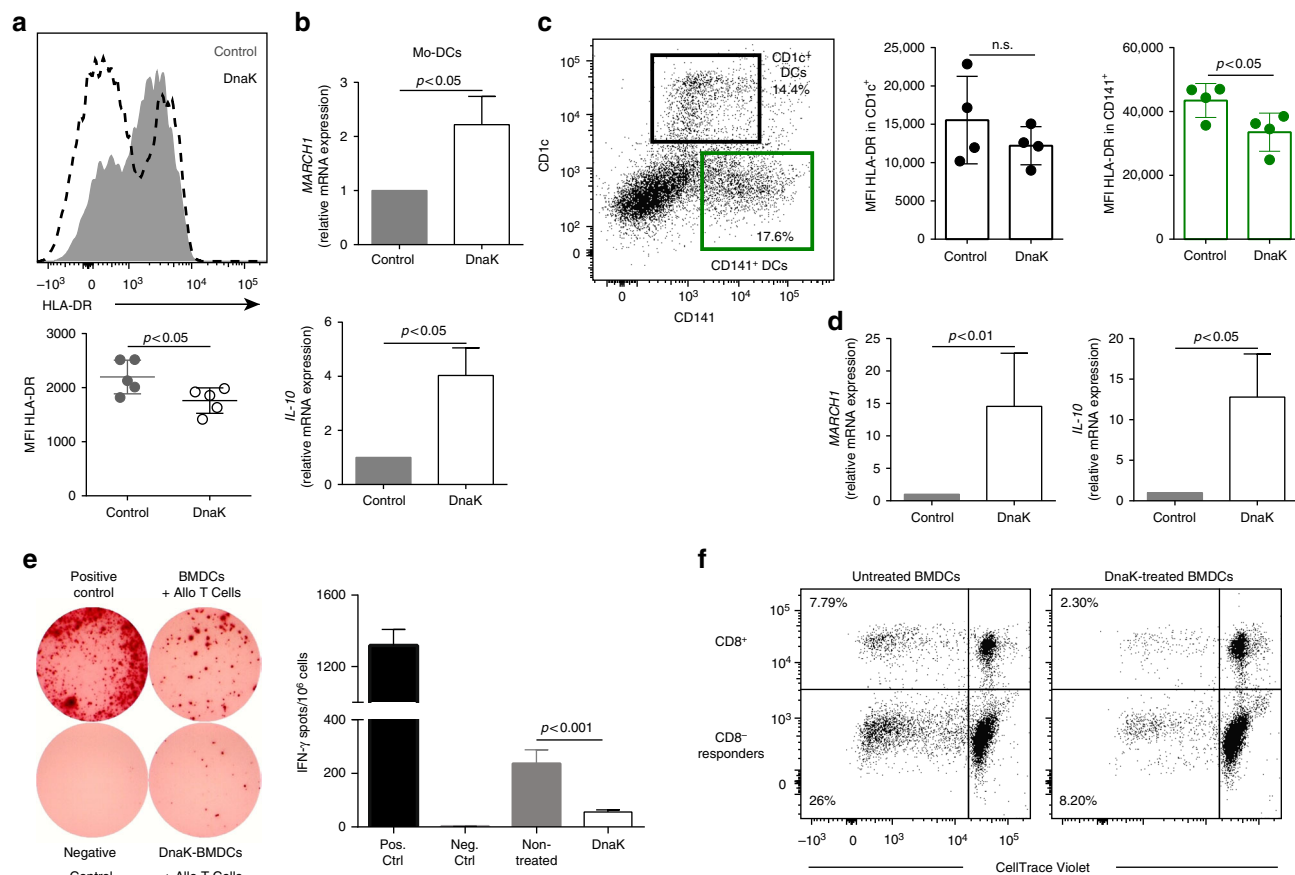 a
Control
DnaK
−10³ 0 10³ 10⁴ 10⁵
HLA-DR
p<0.05
MFI HLA-DR
3000
2000
1000
0
Control DnaK
b
Mo-DCs
p<0.05
MARCH1
(relative mRNA expression)
3
2
1
0
Control DnaK
p<0.05
IL-10
(relative mRNA expression)
6
4
2
0
Control DnaK
c
CD1c⁺
DCs
14.4%
CD1c
10⁵
10⁴
10³
10²
0
17.6%
CD141⁺ DCs
0 10³ 10⁴ 10⁵
CD141
n.s.
MFI HLA-DR in CD1c⁺
25,000
20,000
15,000
10,000
5000
0
Control
DnaK
p<0.05
MFI HLA-DR in CD141⁺
60,000
40,000
20,000
0
Control
DnaK
d
p<0.01
MARCH1
(relative mRNA expression)
25
20
15
10
5
0
Control DnaK
p<0.05
IL-10
(relative mRNA expression)
20
15
10
5
0
Control DnaK
e
Positive
control
BMDCs
+ Allo T Cells
Negative
Control
DnaK-BMDCs
+ Allo T Cells
IFN-γ spots/10⁶ cells
1600
1200
400
200
0
p<0.001
Pos.
Ctrl
Neg.
Ctrl
Non-
treated
DnaK
f
Untreated BMDCs
DnaK-treated BMDCs
7.79%
2.30%
CD8⁺
CD8⁻
responders
10⁵
10⁴
10³
0
26%
8.20%
−10³ 0 10³ 10⁴ 10⁵
−10³ 0 10³ 10⁴ 10⁵
CellTrace Violet